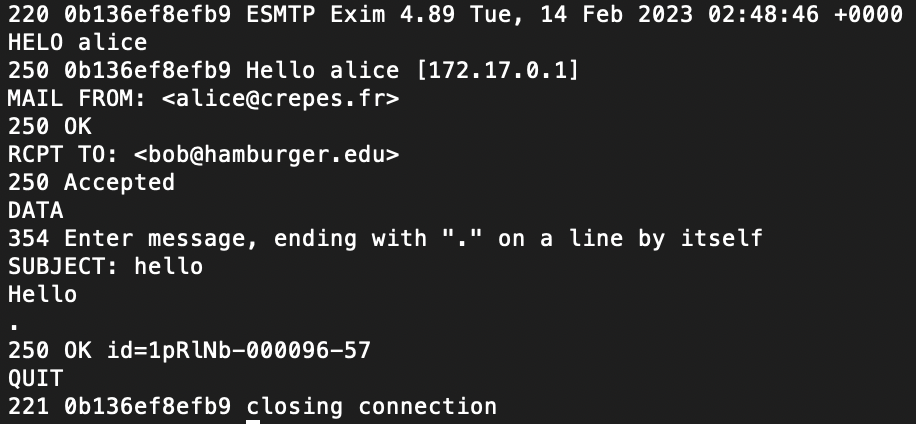 220 0b136ef8efb9 ESMTP Exim 4.89 Tue, 14 Feb 2023 02:48:46 +0000
HELO alice
250 0b136ef8efb9 Hello alice [172.17.0.1]
MAIL FROM: <alice@crepes.fr>
250 OK
RCPT TO: <bob@hamburger.edu>
250 Accepted
DATA
354 Enter message, ending with "." on a line by itself
SUBJECT: hello
Hello
.
250 OK id=1pRlNb-000096-57
QUIT
221 0b136ef8efb9 closing connection